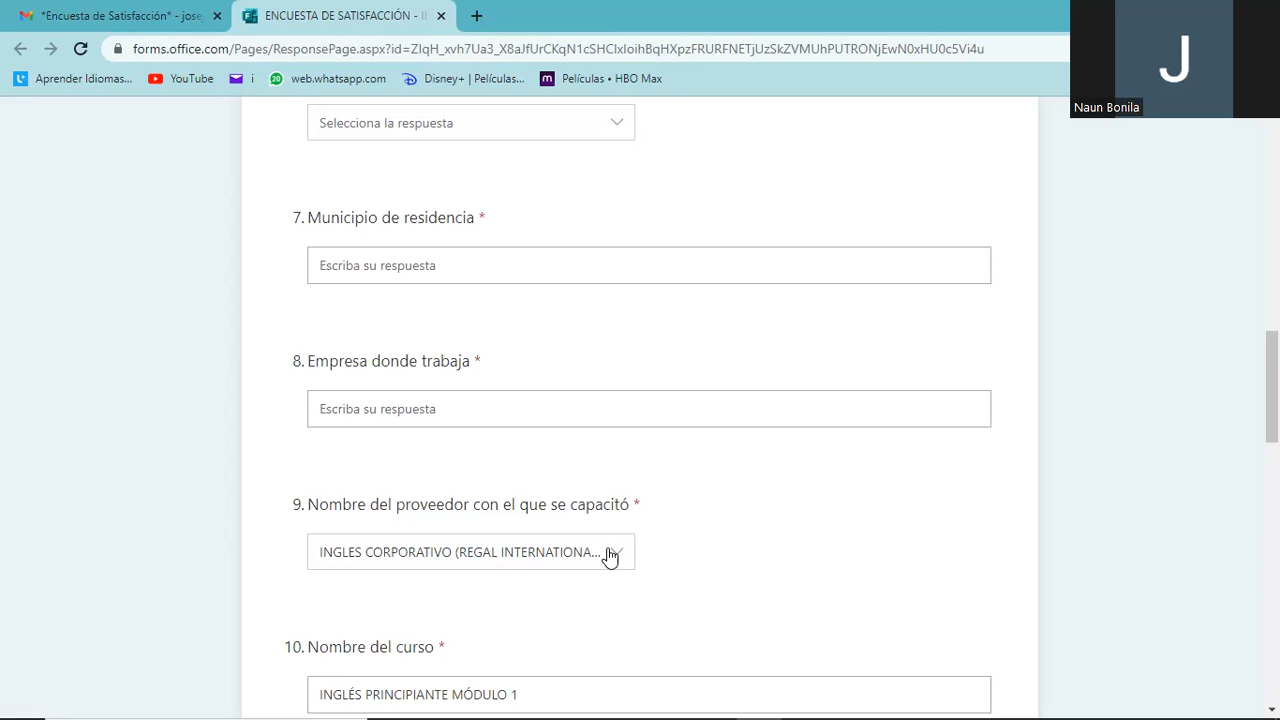 *Encuesta de Satisfacción* - jose
ENCUESTA DE SATISFACCIÓN - I
forms.office.com/Pages/ResponsePage.aspx?id=ZIqH_xvh7Ua3_X8aJfUrCKqN1cSHClxIoihBqHXpzFRURFNETjUzSkZVMUhPUTRONjEwN0xHU0c5Vi4u
Aprender Idiomas...
YouTube
i
20
web.whatsapp.com
Disney+ | Películas...
m
Películas • HBO Max
J
Naun Bonila
Selecciona la respuesta
7. Municipio de residencia *
Escriba su respuesta
8. Empresa donde trabaja *
Escriba su respuesta
9. Nombre del proveedor con el que se capacitó *
INGLES CORPORATIVO (REGAL INTERNATIONA...
10. Nombre del curso *
INGLÉS PRINCIPIANTE MÓDULO 1